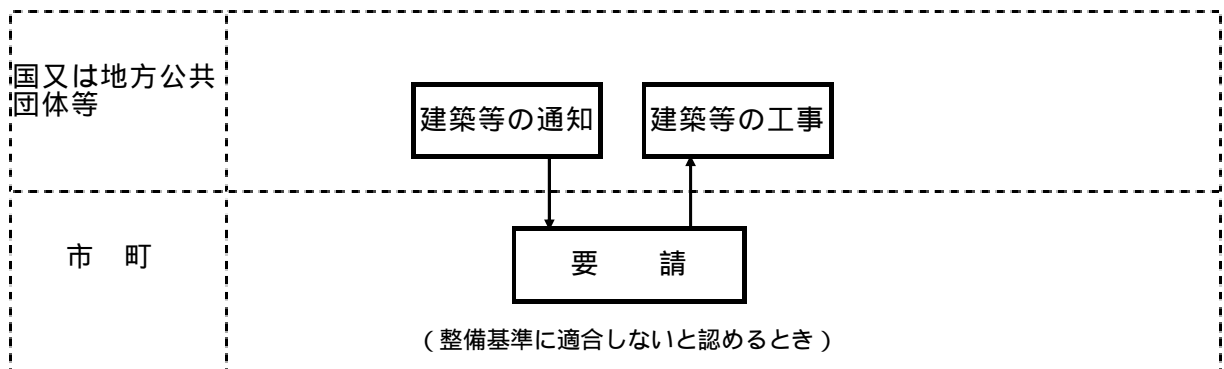 国又は地方公共
団体等
建築等の通知
建築等の工事
市　町
要　　請
（整備基準に適合しないと認めるとき）